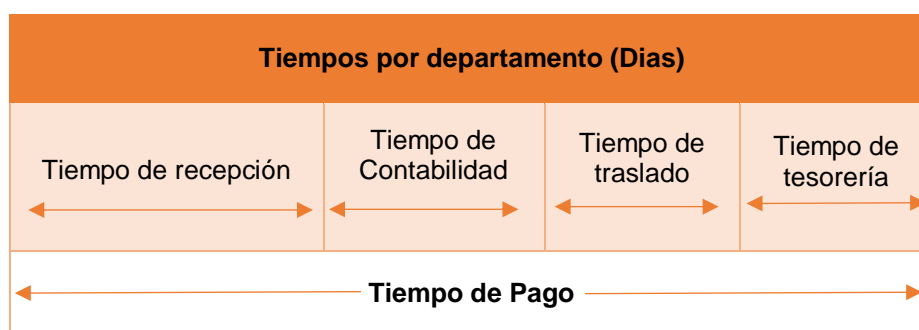 Tiempos por departamento (Dias)
Tiempo de recepción
Tiempo de
Contabilidad
Tiempo de
traslado
Tiempo de
tesorería
Tiempo de Pago